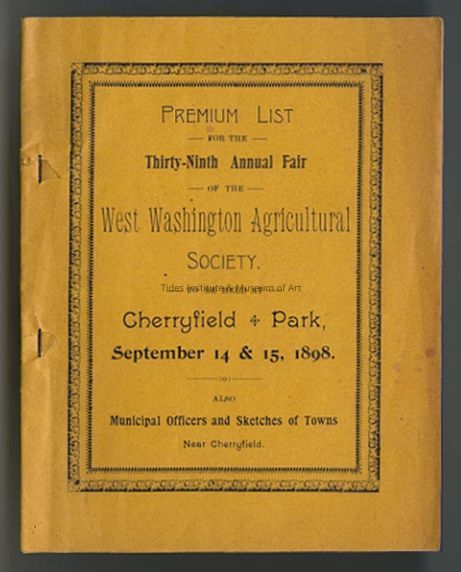 PREMIUM LIST
FOR THE
Thirty-Ninth Annual Fair
OF THE
West Washington Agricultural
SOCIETY.
Tides Institute & Museum of Art
Cherryfield Park,
September 14 & 15, 1898.
ALSO
Municipal Officers and Sketches of Towns
Near Cherryfield.